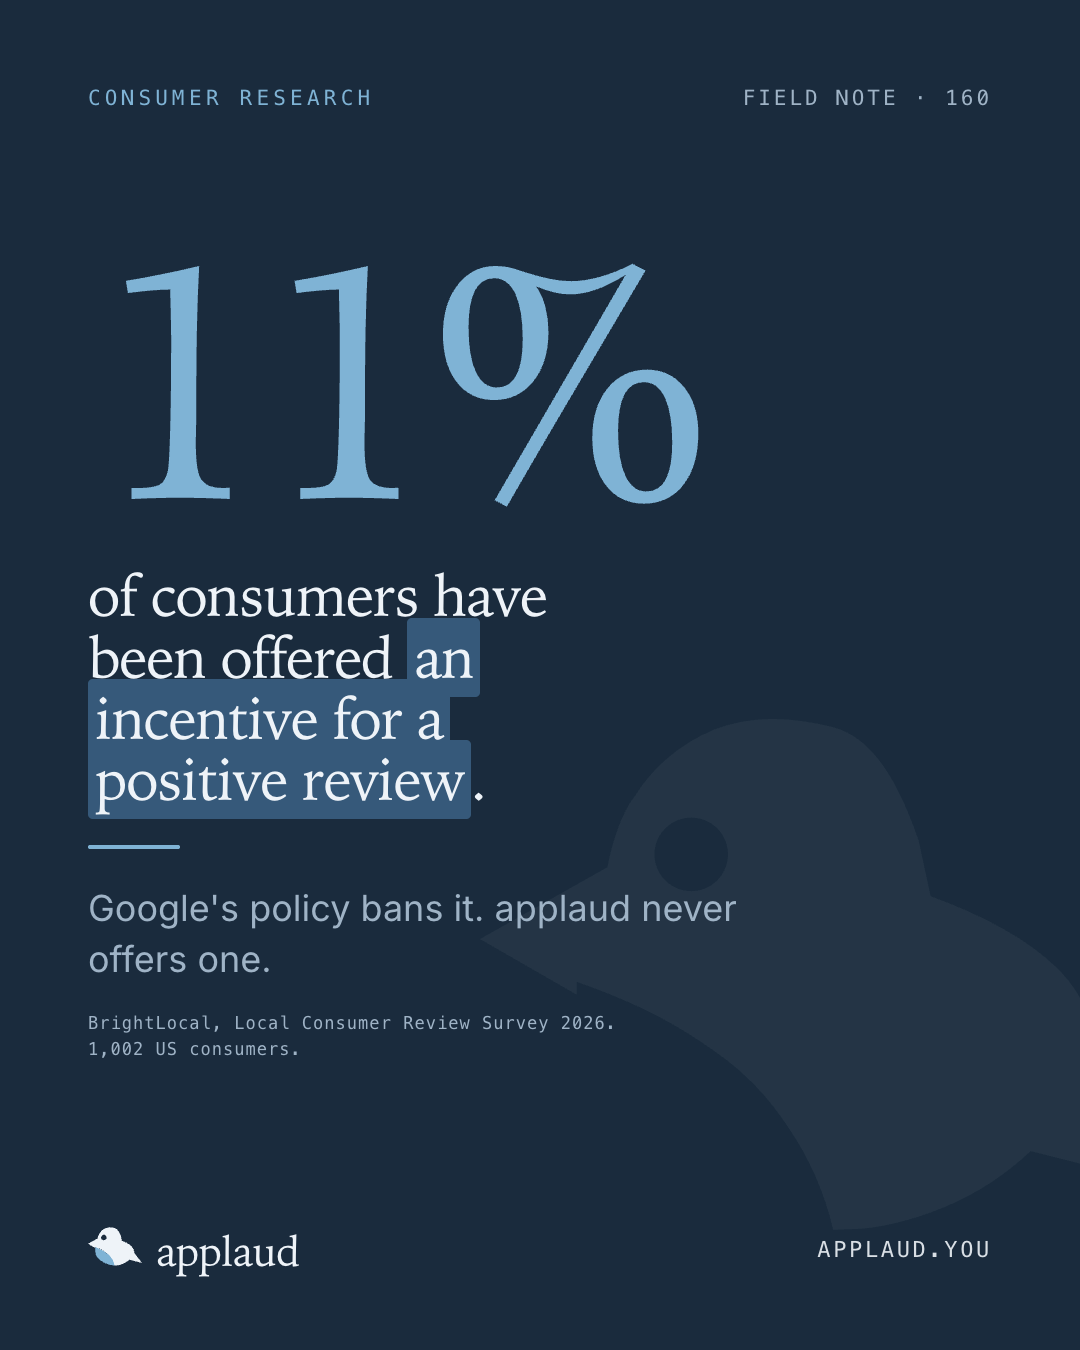 CONSUMER RESEARCH
FIELD NOTE · 160
11%
of consumers have
been offered an
incentive for a
positive review.
Google's policy bans it. applaud never
offers one.
BrightLocal, Local Consumer Review Survey 2026.
1,002 US consumers.
applaud
APPLAUD.YOU